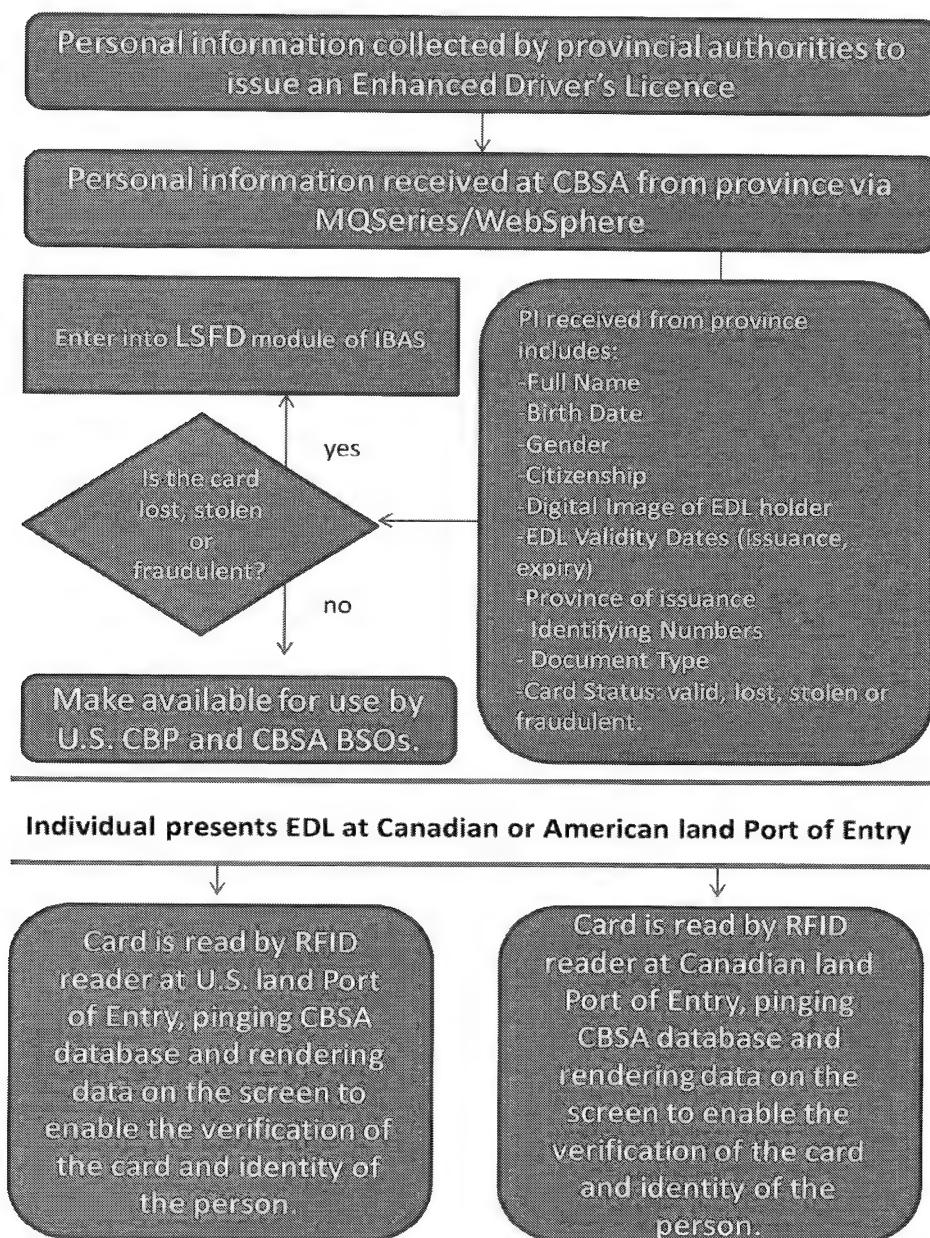 Personal information collected by provincial authorities to
issue an Enhanced Driver's Licence
Personal information received at CBSA from province via
MQSeries/WebSphere
Enter into LSFD module of IBAS
PI received from province
includes:
-Full Name
-Birth Date
-Gender
-Citizenship
-Digital Image of EDL holder
-EDL Validity Dates (issuance,
expiry)
-Province of issuance
- Identifying Numbers
- Document Type
-Card Status: valid, lost, stolen or
fraudulent.
yes
Is the card
lost, stolen
or
fraudulent?
no
Make available for use by
U.S. CBP and CBSA BSOs.
Individual presents EDL at Canadian or American land Port of Entry
Card is read by RFID
reader at U.S. land Port
of Entry, pinging CBSA
database and rendering
data on the screen to
enable the verification of
the card and identity of
the person.
Card is read by RFID
reader at Canadian land
Port of Entry, pinging
CBSA database and
rendering data on the
screen to enable the
verification of the card
and identity of the
person.